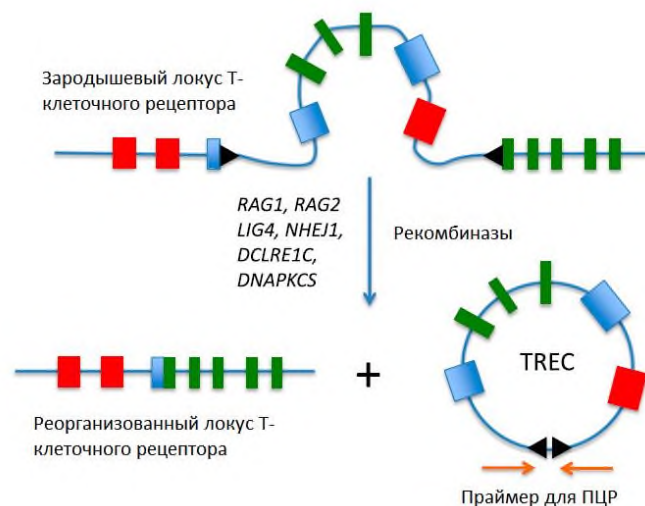 Зародышевый локус Т-
клеточного рецептора
RAG1, RAG2
LIG4, NHEJ1,
DCLRE1C,
DNAPKCS
Рекомбиназы
TREC
Реорганизованный локус Т-
клеточного рецептора
Праймер для ПЦР